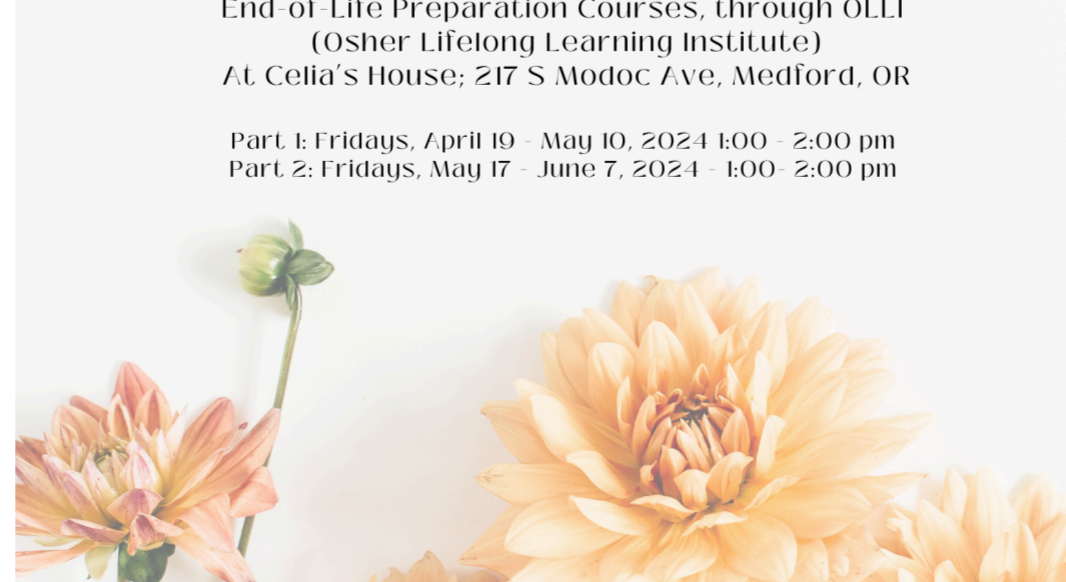 End-of-Life Preparation Courses, through OLLI
(Osher Lifelong Learning Institute)
At Celia's House; 217 S Modoc Ave, Medford, OR
Part 1: Fridays, April 19 - May 10, 2024 1:00 - 2:00 pm
Part 2: Fridays, May 17 - June 7, 2024 - 1:00- 2:00 pm